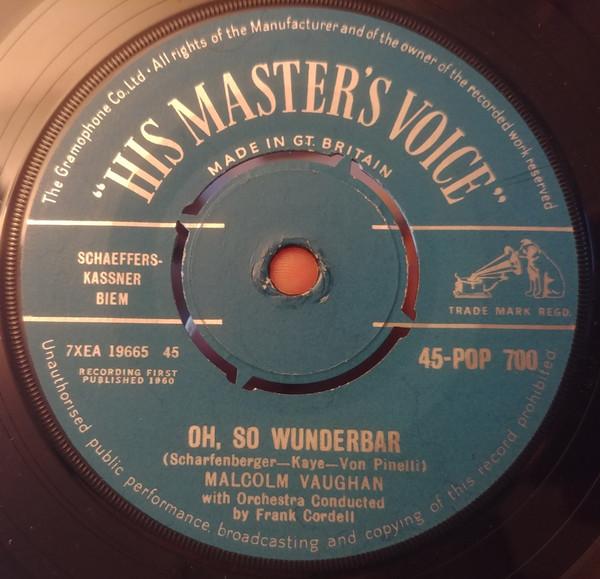 The Gramophone Co., Ltd · All rights of the Manufacturer and of the owner of the recorded work reserved
"HIS MASTER'S VOICE"
MADE IN GT. BRITAIN
SCHAEFFERS-
KASSNER
BIEM
TRADE MARK REGD.
7XEA 19665 45
RECORDING FIRST
PUBLISHED 1960
45-POP 700
OH, SO WUNDERBAR
(Scharfenberger—Kaye—Von Pinelli)
MALCOLM VAUGHAN
with Orchestra Conducted
by Frank Cordell
Unauthorised public performance, broadcasting and copying of this record prohibited